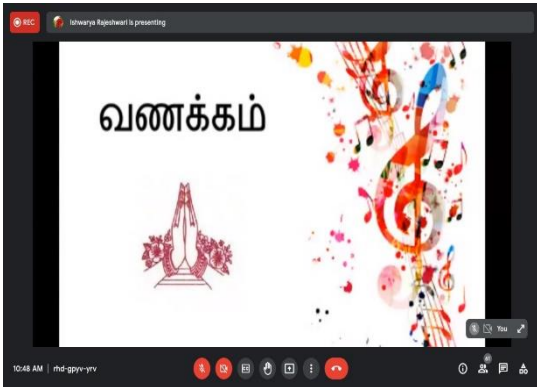 REC
Ishwarya Rajeshwari is presenting
வணக்கம்
You
10:48 AM | rhd-gpyv-yrv